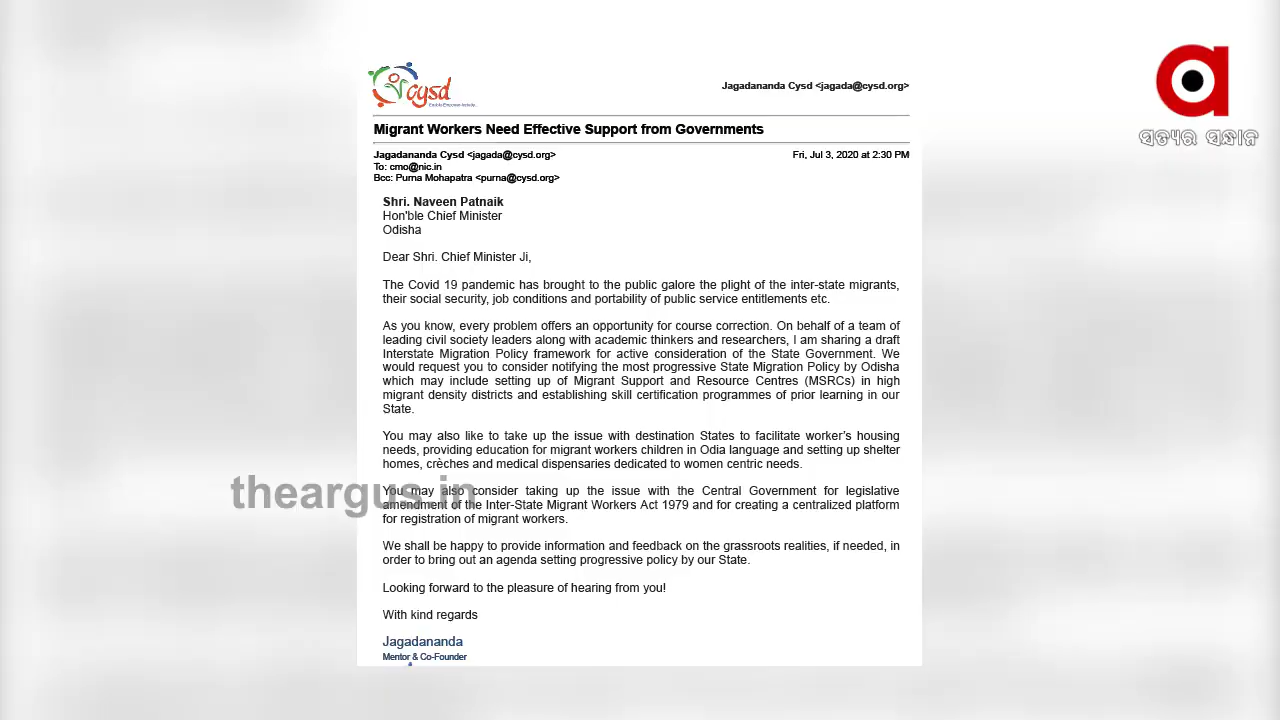 cysd
Jagadananda Cysd <jagada@cysd.org>
ସତ୍ୟର ସନ୍ଧାନ
Migrant Workers Need Effective Support from Governments
Jagadananda Cysd <jagada@cysd.org>
Fri, Jul 3, 2020 at 2:30 PM
To: cmo@nic.in
Bcc: Purna Mohapatra <purna@cysd.org>
Shri. Naveen Patnaik
Hon'ble Chief Minister
Odisha
Dear Shri. Chief Minister Ji,
The Covid 19 pandemic has brought to the public galore the plight of the inter-state migrants,
their social security, job conditions and portability of public service entitlements etc.
As you know, every problem offers an opportunity for course correction. On behalf of a team of
leading civil society leaders along with academic thinkers and researchers, I am sharing a draft
Interstate Migration Policy framework for active consideration of the State Government. We
would request you to consider notifying the most progressive State Migration Policy by Odisha
which may include setting up of Migrant Support and Resource Centres (MSRCs) in high
migrant density districts and establishing skill certification programmes of prior learning in our
State.
You may also like to take up the issue with destination States to facilitate worker's housing
needs, providing education for migrant workers children in Odia language and setting up shelter
homes, crèches and medical dispensaries dedicated to women centric needs.
theargus.in
You may also consider taking up the issue with the Central Government for legislative
amendment of the Inter-State Migrant Workers Act 1979 and for creating a centralized platform
for registration of migrant workers.
We shall be happy to provide information and feedback on the grassroots realities, if needed, in
order to bring out an agenda setting progressive policy by our State.
Looking forward to the pleasure of hearing from you!
With kind regards
Jagadananda
Mentor & Co-Founder